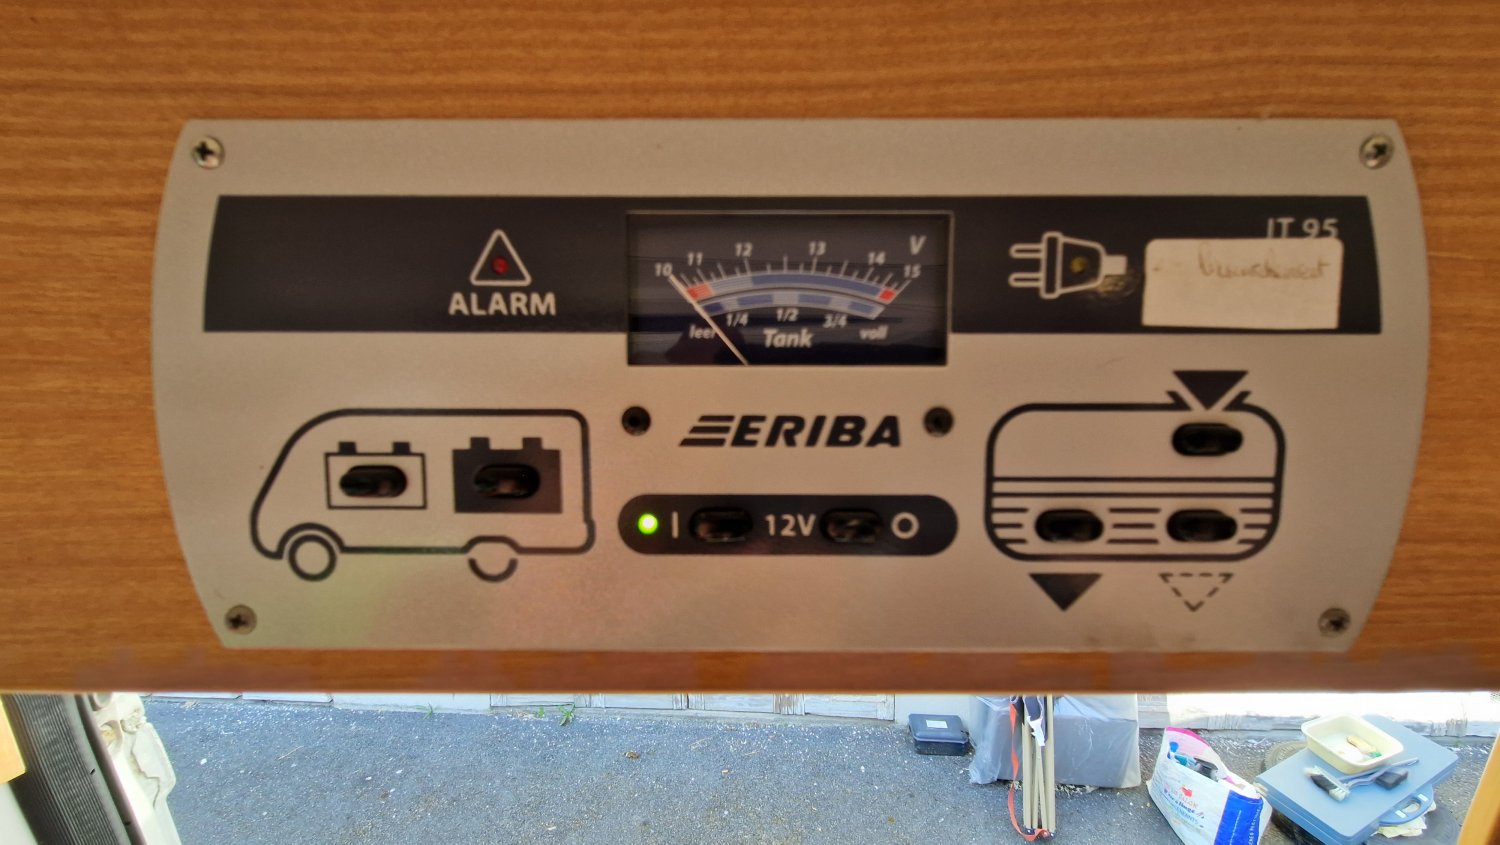 IT 95
ALARM
10 11 12 13 14 15 V
leer 1/4 1/2 3/4 voll
Tank
ERIBA
I 12V O